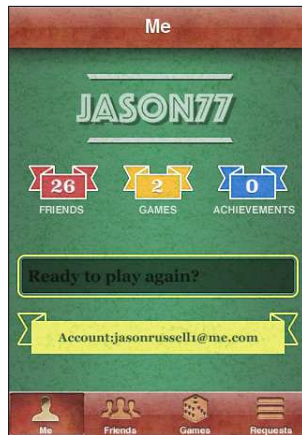 Me
JASON77
26 2 0
FRIENDS GAMES ACHIEVEMENTS
Ready to play again?
Account:jasonrussell1@me.com
Me Friends Games Requests